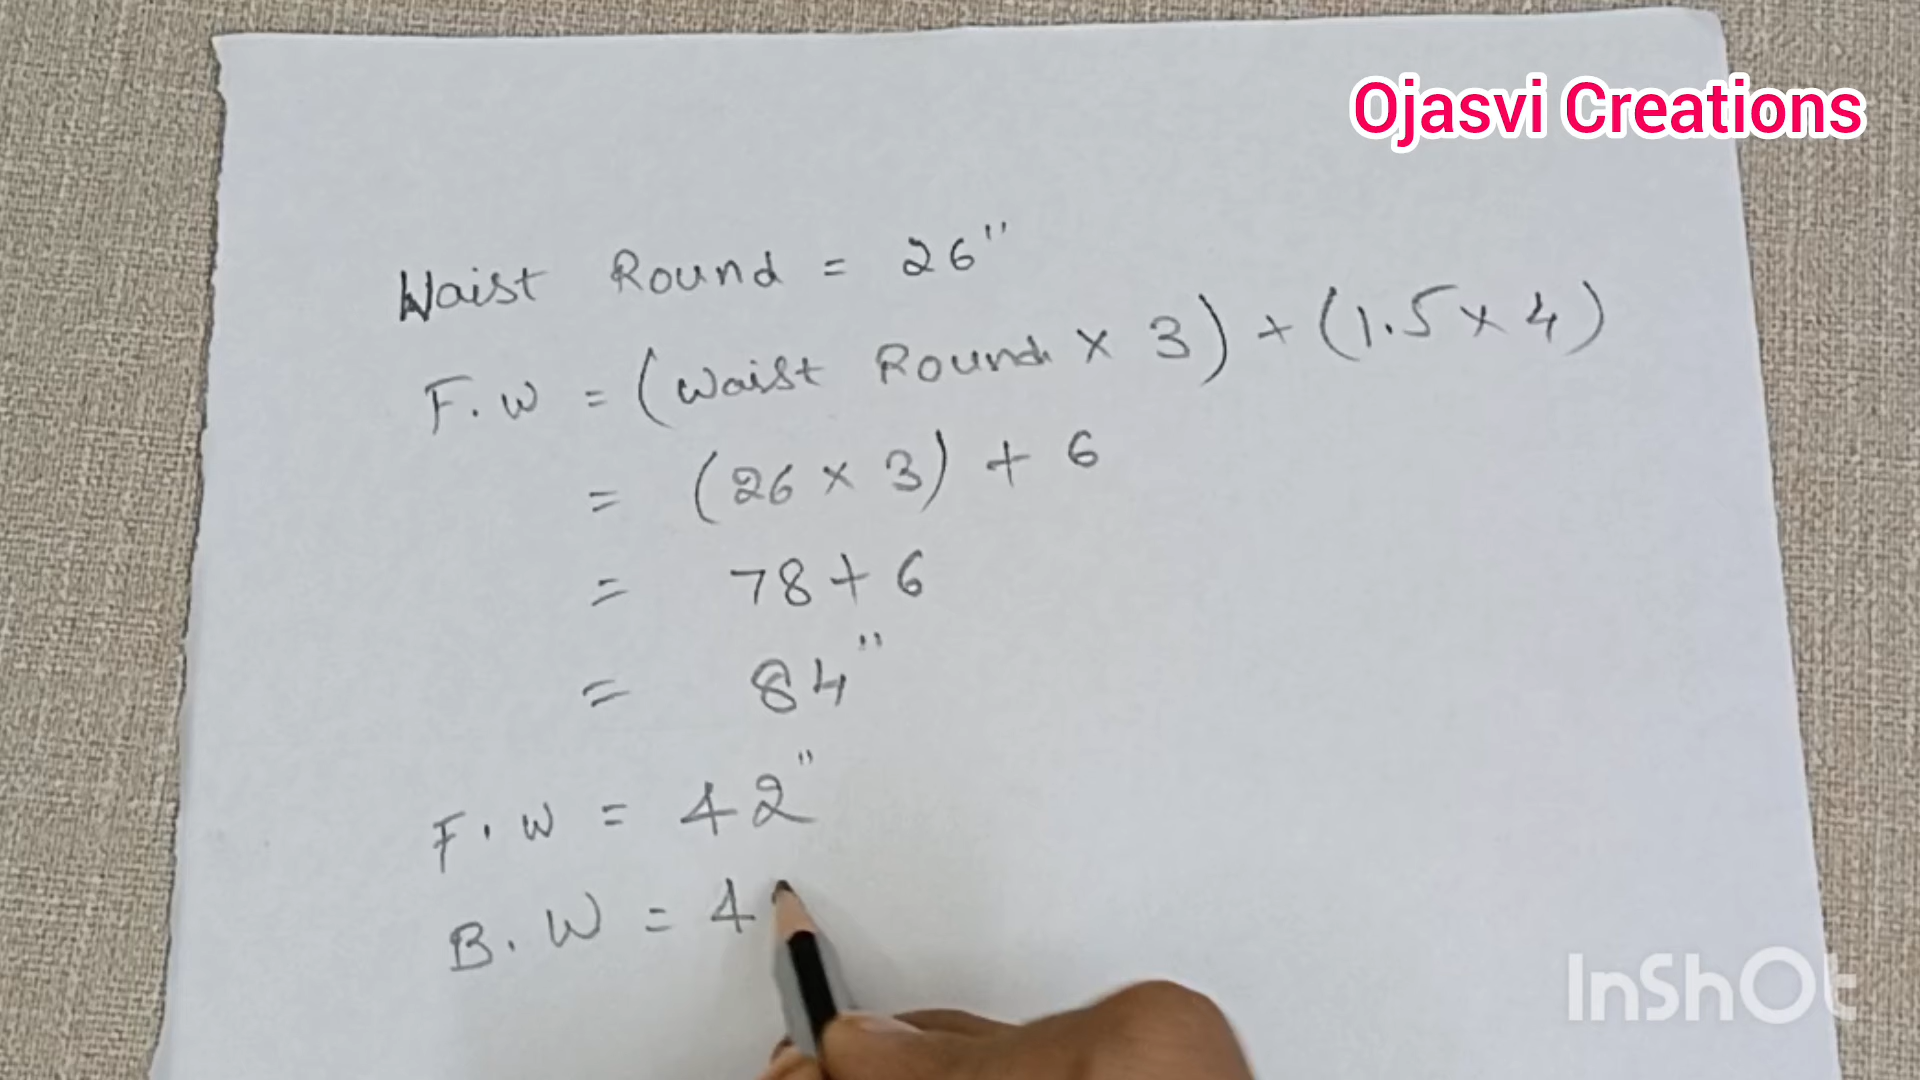 Ojasvi Creations
Waist Round = 26"
F.W = (Waist Round × 3) + (1.5 × 4)
= (26 × 3) + 6
= 78 + 6
= 84"
F.W = 42"
B.W = 4
InShOt